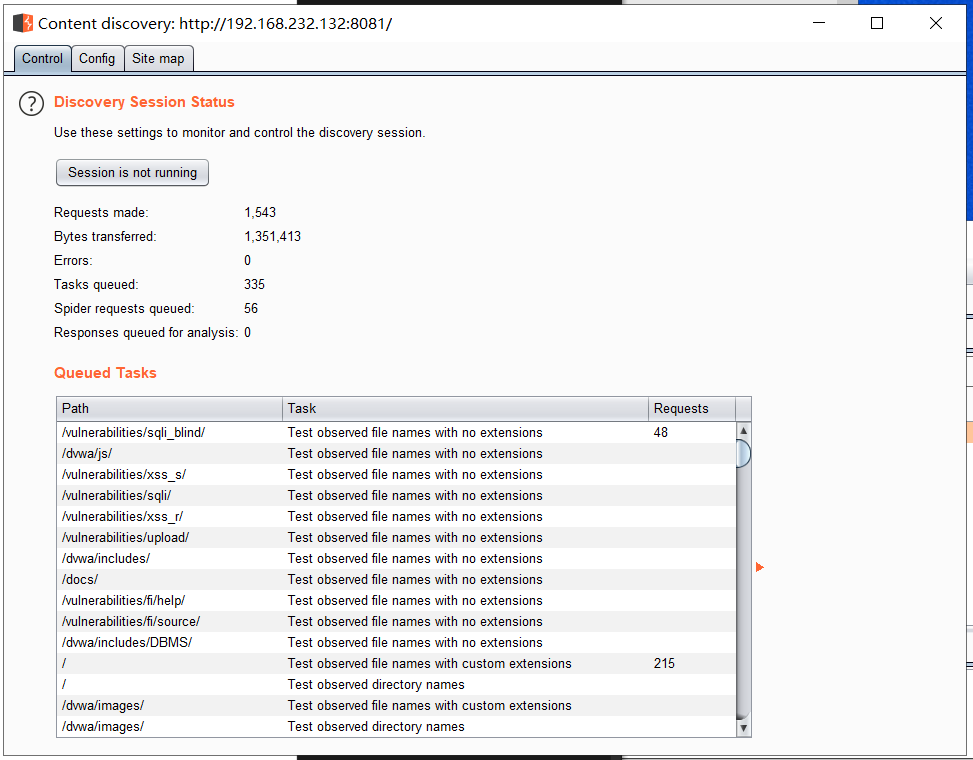 Content discovery: http://192.168.232.132:8081/
Control Config Site map
? Discovery Session Status
Use these settings to monitor and control the discovery session.
Session is not running
Requests made: 1,543
Bytes transferred: 1,351,413
Errors: 0
Tasks queued: 335
Spider requests queued: 56
Responses queued for analysis: 0
Queued Tasks
Path Task Requests
/vulnerabilities/sqli_blind/ Test observed file names with no extensions 48
/dvwa/js/ Test observed file names with no extensions
/vulnerabilities/xss_s/ Test observed file names with no extensions
/vulnerabilities/sqli/ Test observed file names with no extensions
/vulnerabilities/xss_r/ Test observed file names with no extensions
/vulnerabilities/upload/ Test observed file names with no extensions
/dvwa/includes/ Test observed file names with no extensions
/docs/ Test observed file names with no extensions
/vulnerabilities/fi/help/ Test observed file names with no extensions
/vulnerabilities/fi/source/ Test observed file names with no extensions
/dvwa/includes/DBMS/ Test observed file names with no extensions
/ Test observed file names with custom extensions 215
/ Test observed directory names
/dvwa/images/ Test observed file names with custom extensions
/dvwa/images/ Test observed directory names